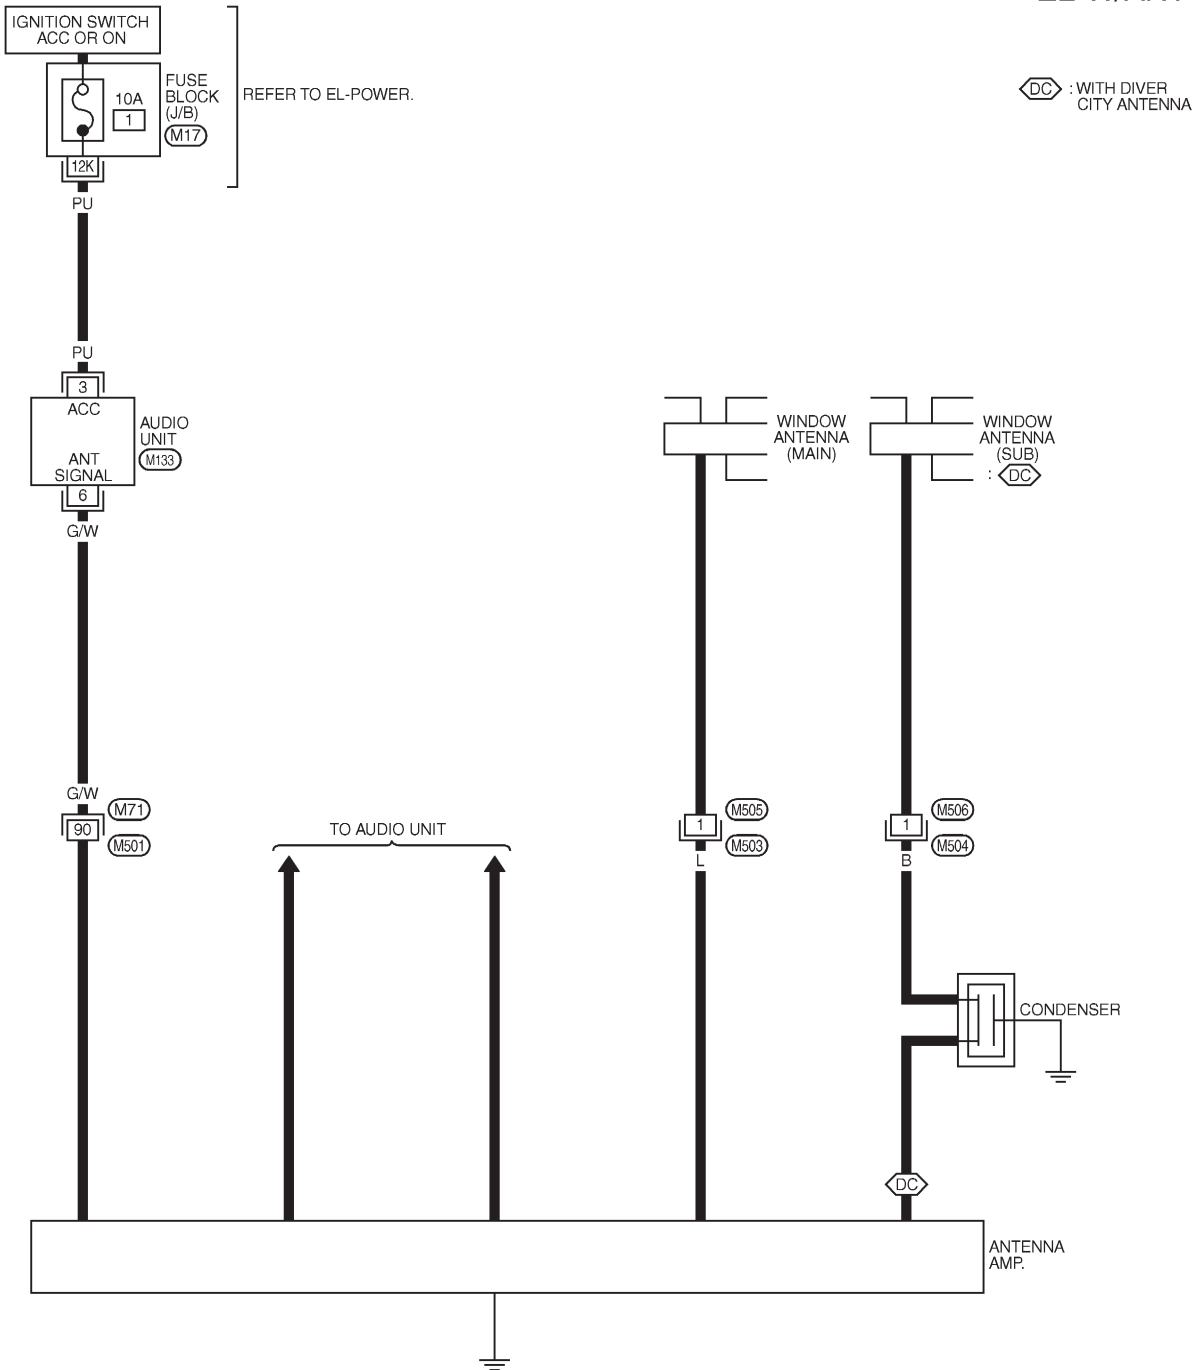 IGNITION SWITCH
ACC OR ON
FUSE
BLOCK
(J/B)
M17
10A
1
REFER TO EL-POWER.
DC : WITH DIVER
CITY ANTENNA
12K
PU
PU
3
ACC
AUDIO
UNIT
M133
ANT
SIGNAL
6
G/W
WINDOW
ANTENNA
(MAIN)
WINDOW
ANTENNA
(SUB)
: DC
G/W
M71
90
M501
TO AUDIO UNIT
1
M505
M503
L
1
M506
M504
B
CONDENSER
DC
ANTENNA
AMP.